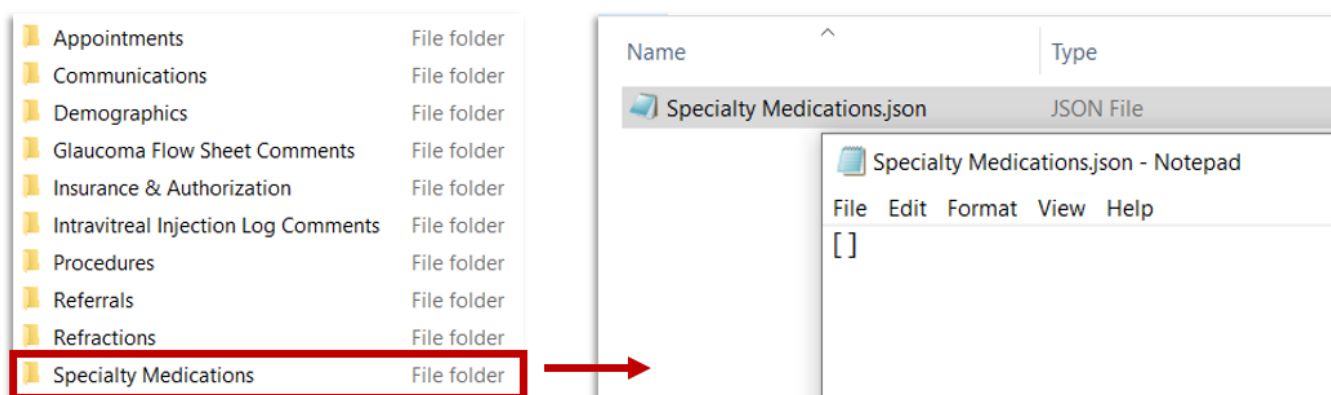 Appointments File folder
Communications File folder
Demographics File folder
Glaucoma Flow Sheet Comments File folder
Insurance & Authorization File folder
Intravitreal Injection Log Comments File folder
Procedures File folder
Referrals File folder
Refractions File folder
Specialty Medications File folder
Name Type
Specialty Medications.json JSON File
Specialty Medications.json - Notepad
File Edit Format View Help
[]